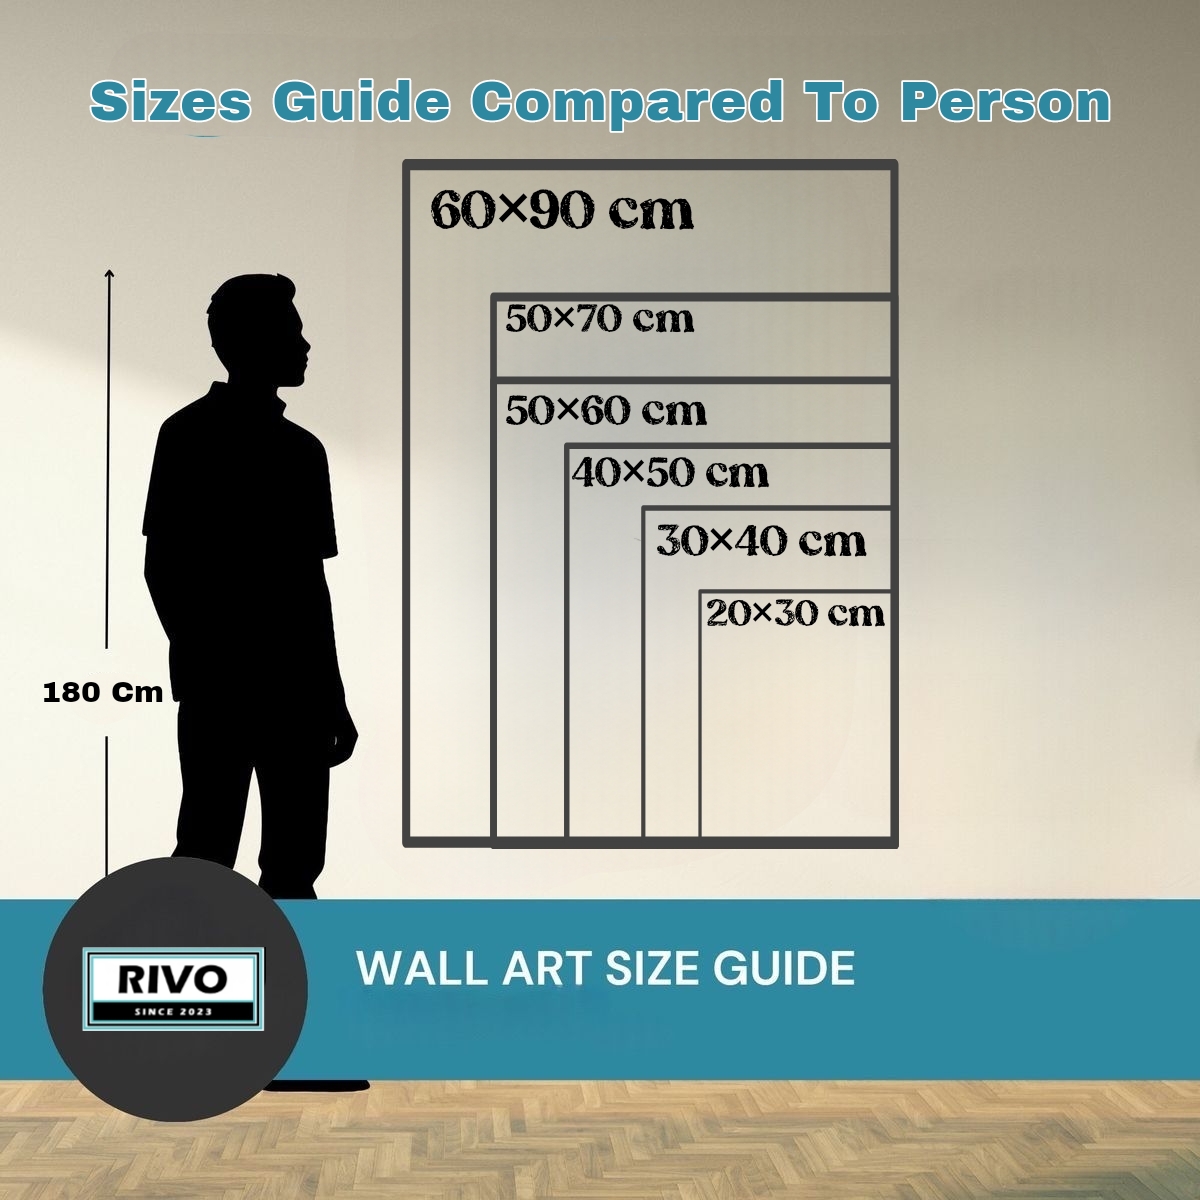 Sizes Guide Compared To Person
60×90 cm
50×70 cm
50×60 cm
40×50 cm
30×40 cm
20×30 cm
180 Cm
WALL ART SIZE GUIDE
RIVO
SINCE 2023